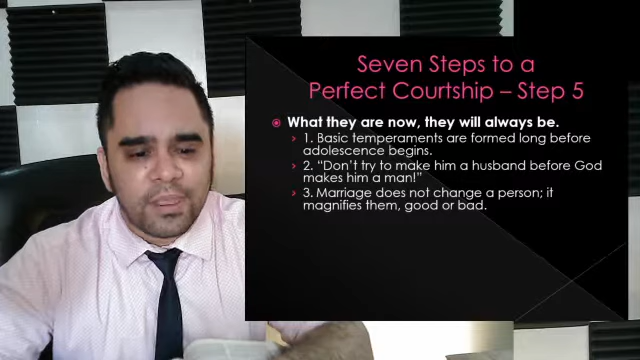 Seven Steps to a
Perfect Courtship – Step 5
What they are now, they will always be.
1. Basic temperaments are formed long before
adolescence begins.
2. “Don’t try to make him a husband before God
makes him a man!”
3. Marriage does not change a person; it
magnifies them, good or bad.